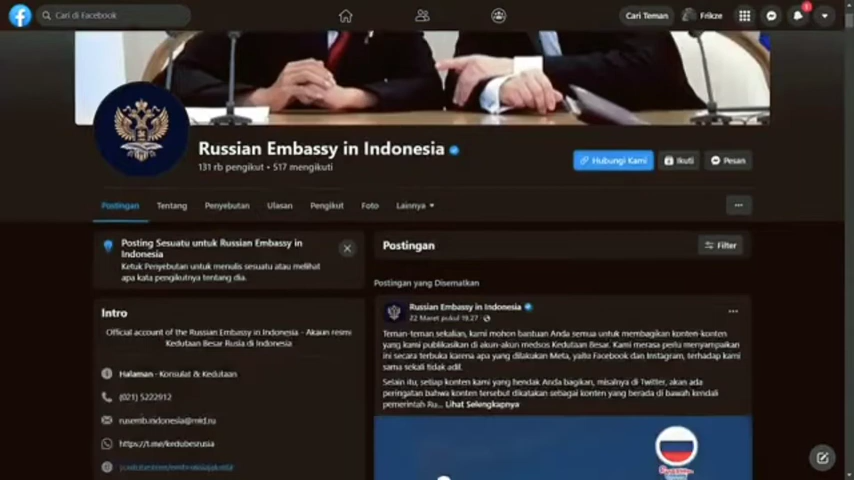 Cari di Facebook
Cari Teman
Frikze
Russian Embassy in Indonesia
131 rb pengikut • 517 mengikuti
Hubungi Kami
Ikuti
Pesan
Postingan
Tentang
Penyebutan
Ulasan
Pengikut
Foto
Lainnya
Posting Sesuatu untuk Russian Embassy in
Indonesia
Ketuk Penyebutan untuk menulis sesuatu atau melihat
apa kata pengikutnya tentang dia.
Intro
Official account of the Russian Embassy in Indonesia - Akaun resmi
Kedutaan Besar Rusia di Indonesia
Halaman · Konsulat & Kedutaan
(021) 5222912
rusemb.indonesia@mid.ru
https://t.me/kedubesrusia
Postingan
Filter
Postingan yang Disematkan
Russian Embassy in Indonesia
22 Maret pukul 19.27
Teman-teman sekalian, kami mohon bantuan Anda semua untuk membagikan konten-konten
yang kami publikasikan di akun-akun medsos Kedutaan Besar. Kami merasa perlu menyampaikan
ini secara terbuka karena apa yang dilakukan Meta, yaitu Facebook dan Instagram, terhadap kami
sama sekali tidak adil.
Selain itu, setiap konten kami yang hendak Anda bagikan, misalnya di Twitter, akan ada
peringatan bahwa konten tersebut dikatakan sebagai konten yang berada di bawah kendali
pemerintah Ru... Lihat Selengkapnya